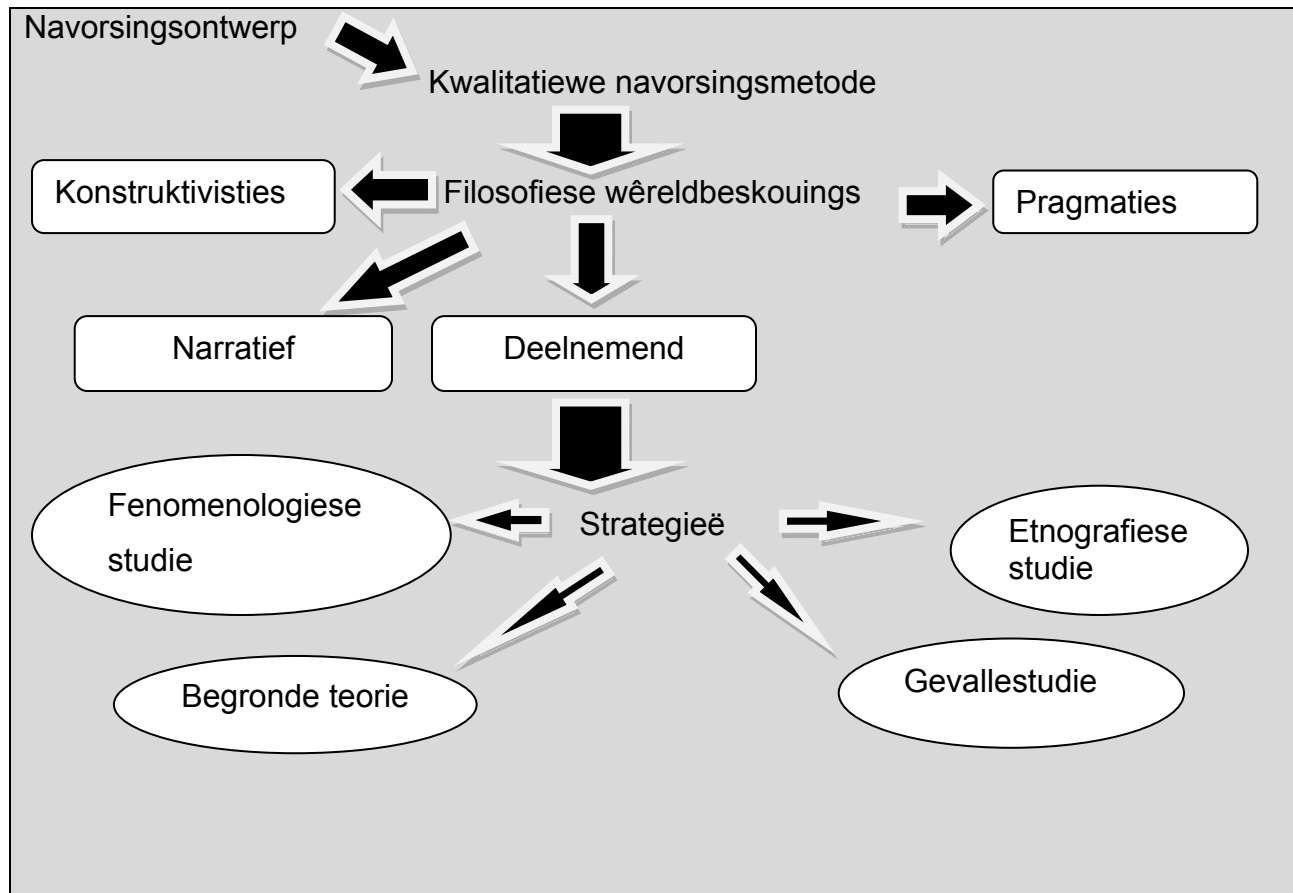 Navorsingsontwerp
Kwalitatiewe navorsingsmetode
Konstruktivisties
Filosofiese wêreldbeskouings
Pragmaties
Narratief
Deelnemend
Fenomenologiese
studie
Strategieë
Etnografiese
studie
Begronde teorie
Gevallestudie